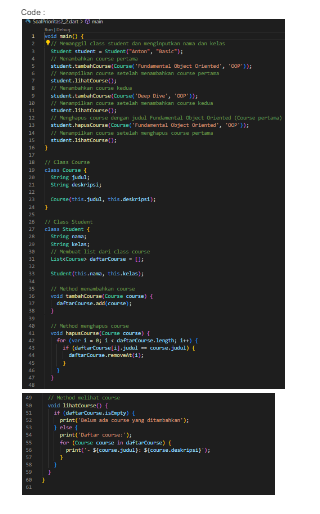 Code :
SoalPrioritas2_2.dart > main
Run | Debug
1 void main() {
2 // Memanggil class Student dan menginputkan nama dan kelas
3 Student student = Student("Anton", "Basic");
4 // Menambahkan course pertama
5 student.tambahCourse(Course('Fundamental Object Oriented', 'OOP'));
6 // Menampilkan course setelah menambahkan course pertama
7 student.lihatCourse();
8 // Menambahkan course kedua
9 student.tambahCourse(Course('Deep Dive', 'OOP'));
10 // Menampilkan course setelah menambahkan course kedua
11 student.lihatCourse();
12 // Menghapus course dengan judul Fundamental Object Oriented (Course pertama)
13 student.hapusCourse(Course('Fundamental Object Oriented', 'OOP'));
14 // Menampilkan course setelah menghapus course pertama
15 student.lihatCourse();
16 }
17
18 // Class Course
19 class Course {
20 String judul;
21 String deskripsi;
22
23 Course(this.judul, this.deskripsi);
24 }
25
26 // Class Student
27 class Student {
28 String nama;
29 String kelas;
30 // Membuat list dari class course
31 List<Course> daftarCourse = [];
32
33 Student(this.nama, this.kelas);
34
35 // Method menambahkan course
36 void tambahCourse(Course course) {
37 daftarCourse.add(course);
38 }
39
40 // Method menghapus course
41 void hapusCourse(Course course) {
42 for (var i = 0; i < daftarCourse.length; i++) {
43 if (daftarCourse[i].judul == course.judul) {
44 daftarCourse.removeAt(i);
45 }
46 }
47 }
48
49 // Method melihat course
50 void lihatCourse() {
51 if (daftarCourse.isEmpty) {
52 print('Belum ada course yang ditambahkan');
53 } else {
54 print('Daftar course:');
55 for (Course course in daftarCourse) {
56 print('- ${course.judul}: ${course.deskripsi}');
57 }
58 }
59 }
60 }
61